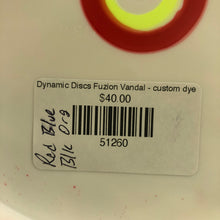 Dynamic Discs Fuzion Vandal - custom dye
$40.00
51260
Red Blue
Blk Org